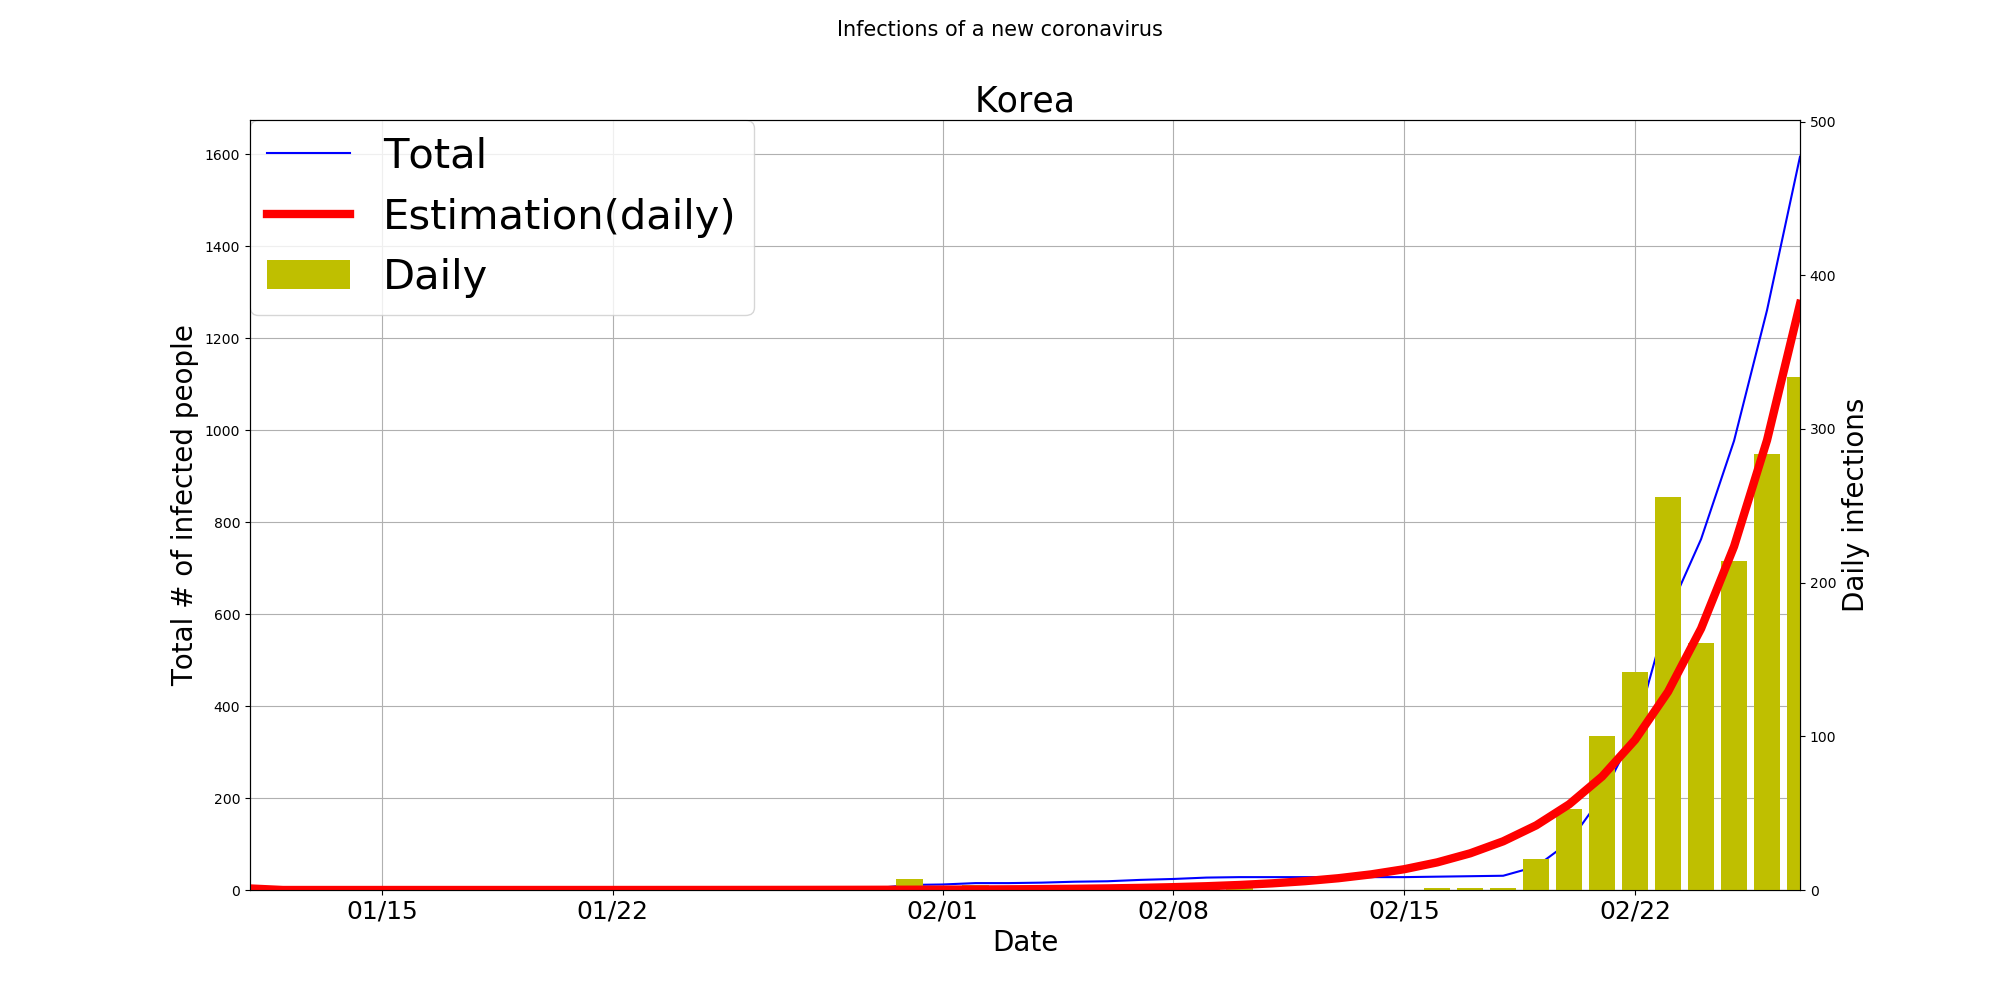 Infections of a new coronavirus
Korea
Total
Estimation(daily)
Daily
Total # of infected people
1600
1400
1200
1000
800
600
400
200
0
500
400
300
200
100
0
Daily infections
01/15 01/22 02/01 02/08 02/15 02/22
Date